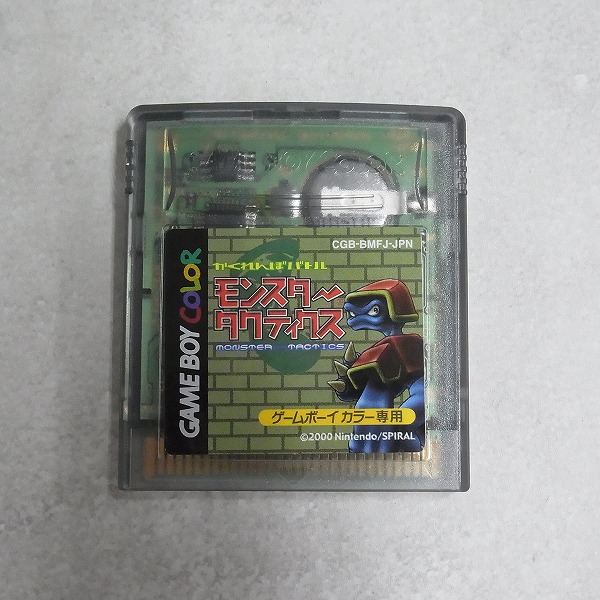 CGB-BMFJ-JPN
かくれんぼバトル
モンスター
タクティクス
MONSTER TACTICS
ゲームボーイカラー専用
©2000 Nintendo/SPIRAL
GAME BOY COLOR